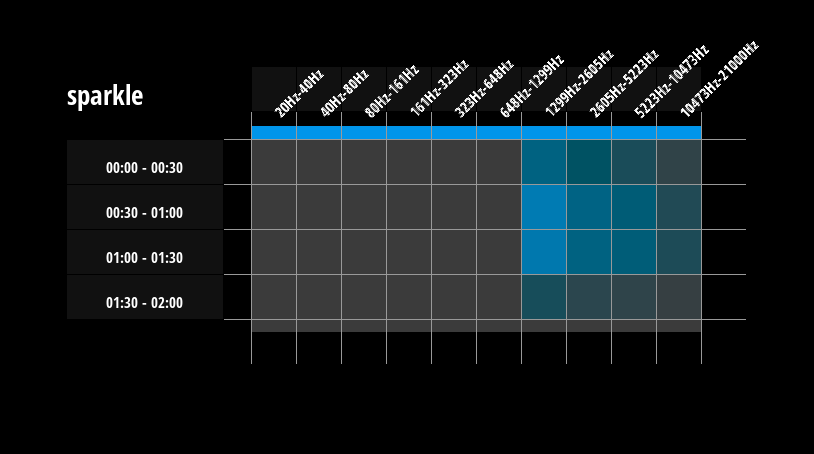 20Hz-40Hz
40Hz-80Hz
80Hz-161Hz
161Hz-323Hz
323Hz-648Hz
648Hz-1299Hz
1299Hz-2605Hz
2605Hz-5223Hz
5223Hz-10473Hz
10473Hz-21000Hz
sparkle
00:00 - 00:30
00:30 - 01:00
01:00 - 01:30
01:30 - 02:00